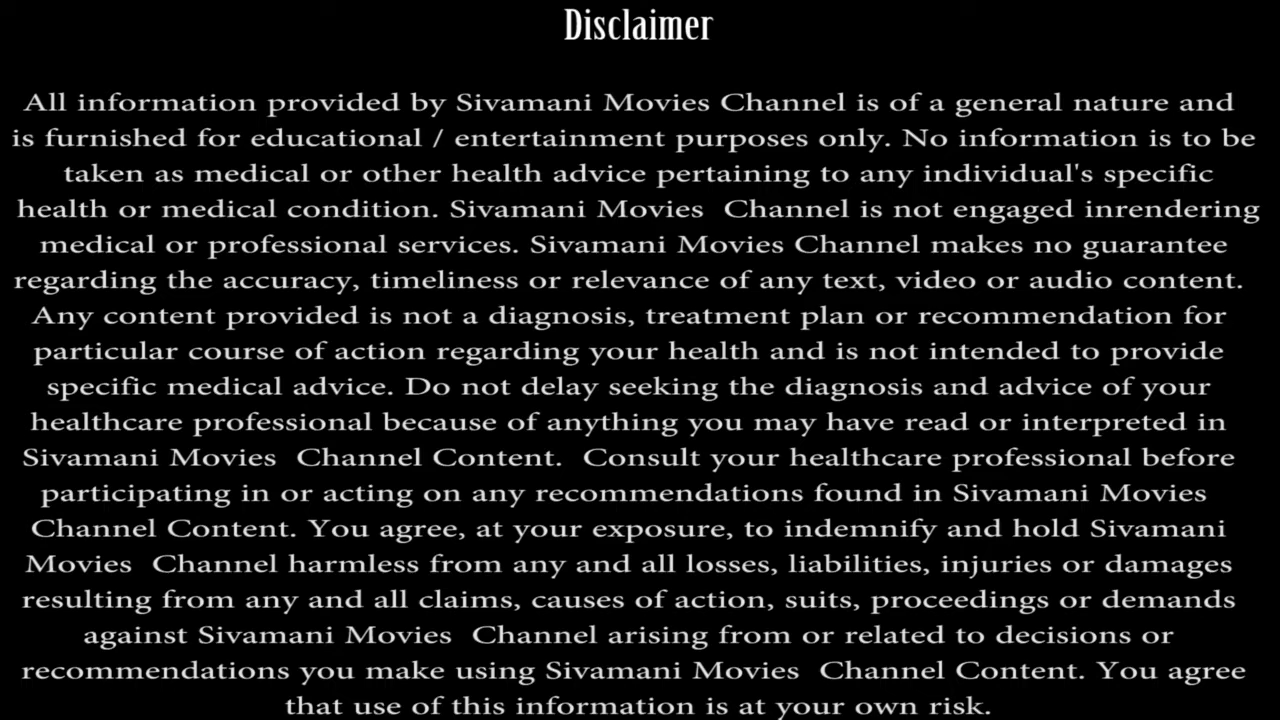 Disclaimer
All information provided by Sivamani Movies Channel is of a general nature and
is furnished for educational / entertainment purposes only. No information is to be
taken as medical or other health advice pertaining to any individual's specific
health or medical condition. Sivamani Movies  Channel is not engaged inrendering
medical or professional services. Sivamani Movies Channel makes no guarantee
regarding the accuracy, timeliness or relevance of any text, video or audio content.
Any content provided is not a diagnosis, treatment plan or recommendation for
particular course of action regarding your health and is not intended to provide
specific medical advice. Do not delay seeking the diagnosis and advice of your
healthcare professional because of anything you may have read or interpreted in
Sivamani Movies  Channel Content.  Consult your healthcare professional before
participating in or acting on any recommendations found in Sivamani Movies
Channel Content. You agree, at your exposure, to indemnify and hold Sivamani
Movies  Channel harmless from any and all losses, liabilities, injuries or damages
resulting from any and all claims, causes of action, suits, proceedings or demands
against Sivamani Movies  Channel arising from or related to decisions or
recommendations you make using Sivamani Movies  Channel Content. You agree
that use of this information is at your own risk.